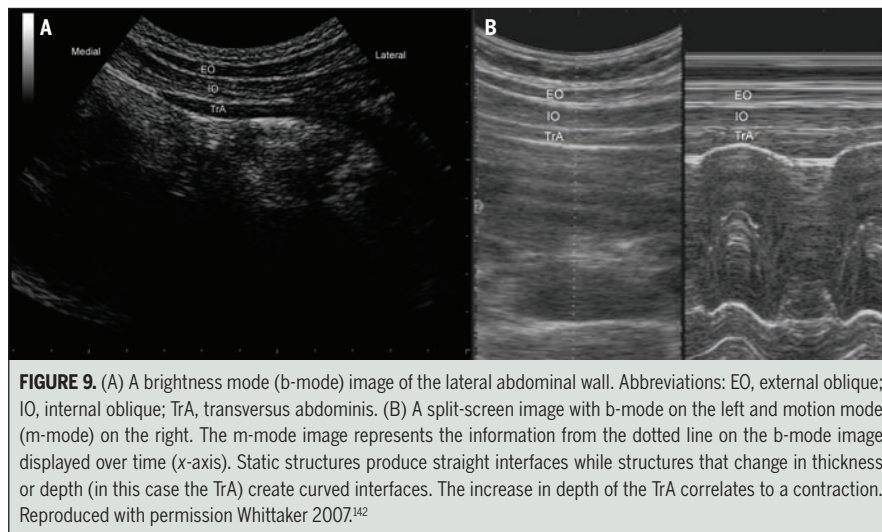 A
Medial
Lateral
EO
IO
TrA
B
EO
IO
TrA
EO
IO
TrA
FIGURE 9. (A) A brightness mode (b-mode) image of the lateral abdominal wall. Abbreviations: EO, external oblique;
IO, internal oblique; TrA, transversus abdominis. (B) A split-screen image with b-mode on the left and motion mode
(m-mode) on the right. The m-mode image represents the information from the dotted line on the b-mode image
displayed over time (x-axis). Static structures produce straight interfaces while structures that change in thickness
or depth (in this case the TrA) create curved interfaces. The increase in depth of the TrA correlates to a contraction.
Reproduced with permission Whittaker 2007.¹⁴²